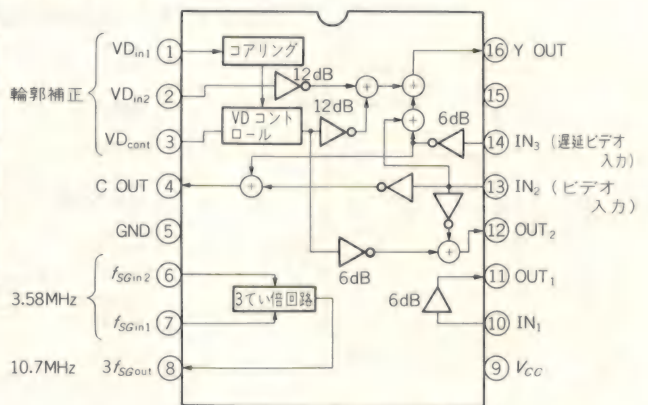 輪郭補正
VDin1 ①
VDin2 ②
VDcont ③
C OUT ④
GND ⑤
3.58MHz
fSGin2 ⑥
fSGin1 ⑦
10.7MHz 3fSGout ⑧
コアリング
12dB
VDコント
ロール
12dB
6dB
6dB
3てい倍回路
6dB
⑯ Y OUT
⑮
⑭ IN3 (遅延ビデオ
入力)
⑬ IN2 (ビデオ
入力)
⑫ OUT2
⑪ OUT1
⑩ IN1
⑨ VCC